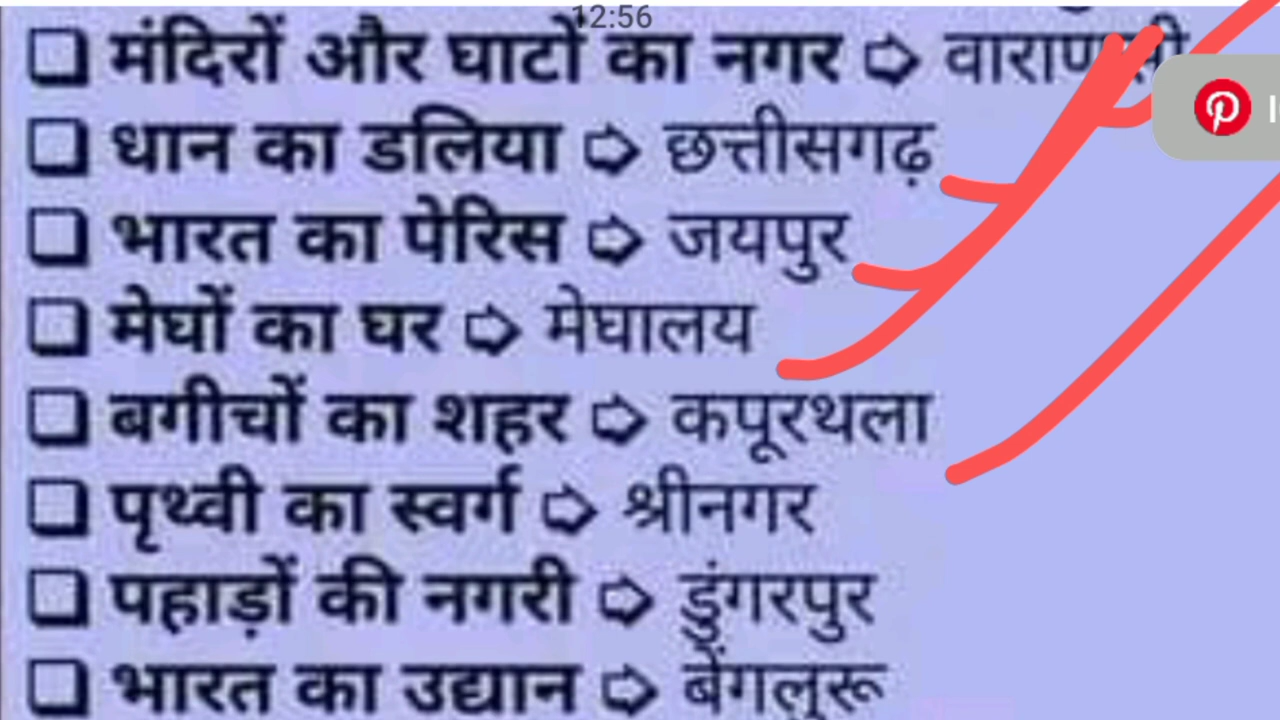 12:56
❑ मंदिरों और घाटों का नगर ➩ वाराणसी
❑ धान का डलिया ➩ छत्तीसगढ़
❑ भारत का पेरिस ➩ जयपुर
❑ मेघों का घर ➩ मेघालय
❑ बगीचों का शहर ➩ कपूरथला
❑ पृथ्वी का स्वर्ग ➩ श्रीनगर
❑ पहाड़ों की नगरी ➩ डुंगरपुर
❑ भारत का उद्यान ➩ बेंगलुरू